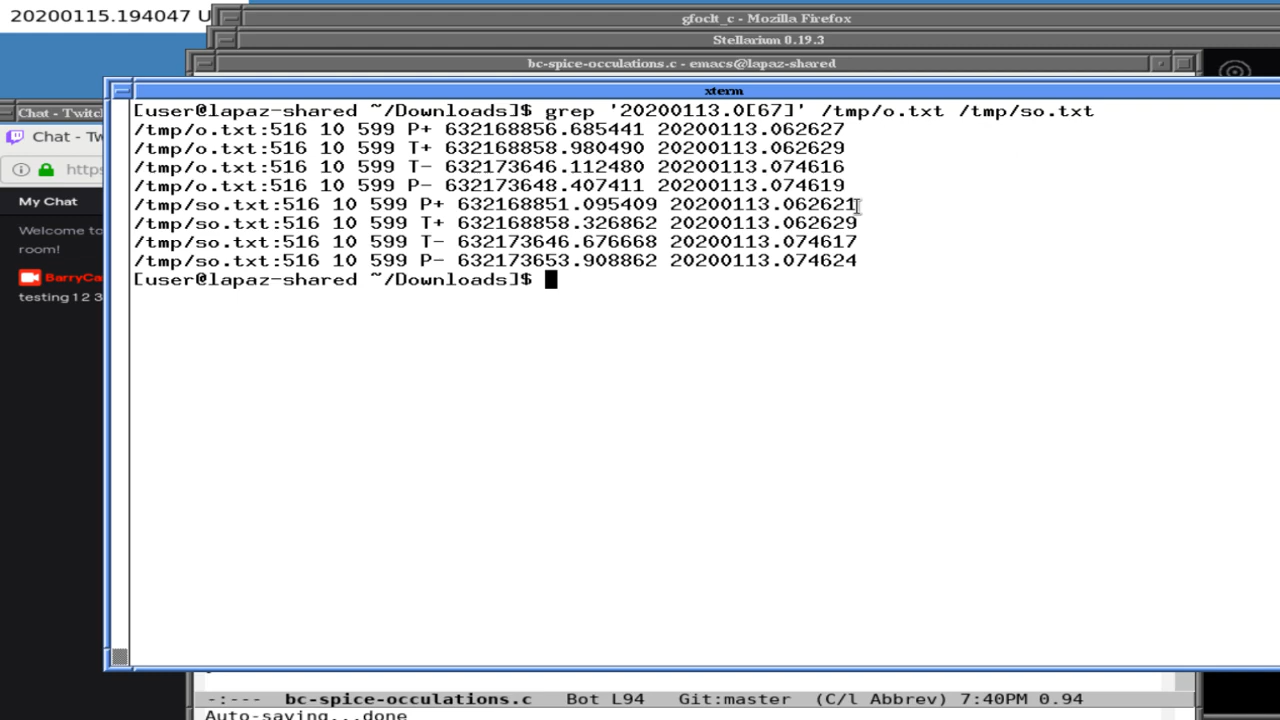 20200115.194047 U
gfoclt_c - Mozilla Firefox
Stellarium 0.19.3
bc-spice-occulations.c - emacs@lapaz-shared
xterm
Chat - Twitc
Chat - Tw
https
My Chat
Welcome to
room!
BarryCa
testing 1 2 3
[user@lapaz-shared ~/Downloads]$ grep '20200113.0[67]' /tmp/o.txt /tmp/so.txt
/tmp/o.txt:516 10 599 P+ 632168856.685441 20200113.062627
/tmp/o.txt:516 10 599 T+ 632168858.980490 20200113.062629
/tmp/o.txt:516 10 599 T- 632173646.112480 20200113.074616
/tmp/o.txt:516 10 599 P- 632173648.407411 20200113.074619
/tmp/so.txt:516 10 599 P+ 632168851.095409 20200113.062621
/tmp/so.txt:516 10 599 T+ 632168858.326862 20200113.062629
/tmp/so.txt:516 10 599 T- 632173646.676668 20200113.074617
/tmp/so.txt:516 10 599 P- 632173653.908862 20200113.074624
[user@lapaz-shared ~/Downloads]$
-:--- bc-spice-occulations.c Bot L94 Git:master (C/l Abbrev) 7:40PM 0.94
Auto-saving...done